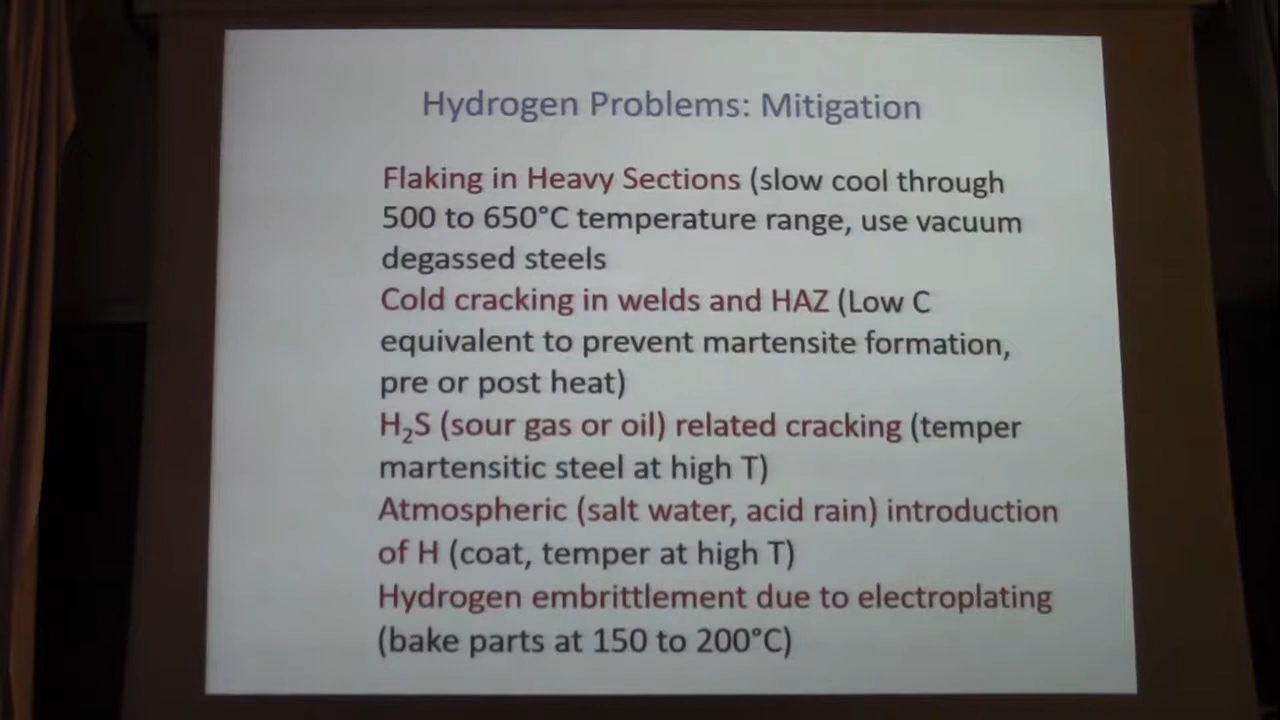 Hydrogen Problems: Mitigation
Flaking in Heavy Sections (slow cool through
500 to 650°C temperature range, use vacuum
degassed steels
Cold cracking in welds and HAZ (Low C
equivalent to prevent martensite formation,
pre or post heat)
H₂S (sour gas or oil) related cracking (temper
martensitic steel at high T)
Atmospheric (salt water, acid rain) introduction
of H (coat, temper at high T)
Hydrogen embrittlement due to electroplating
(bake parts at 150 to 200°C)